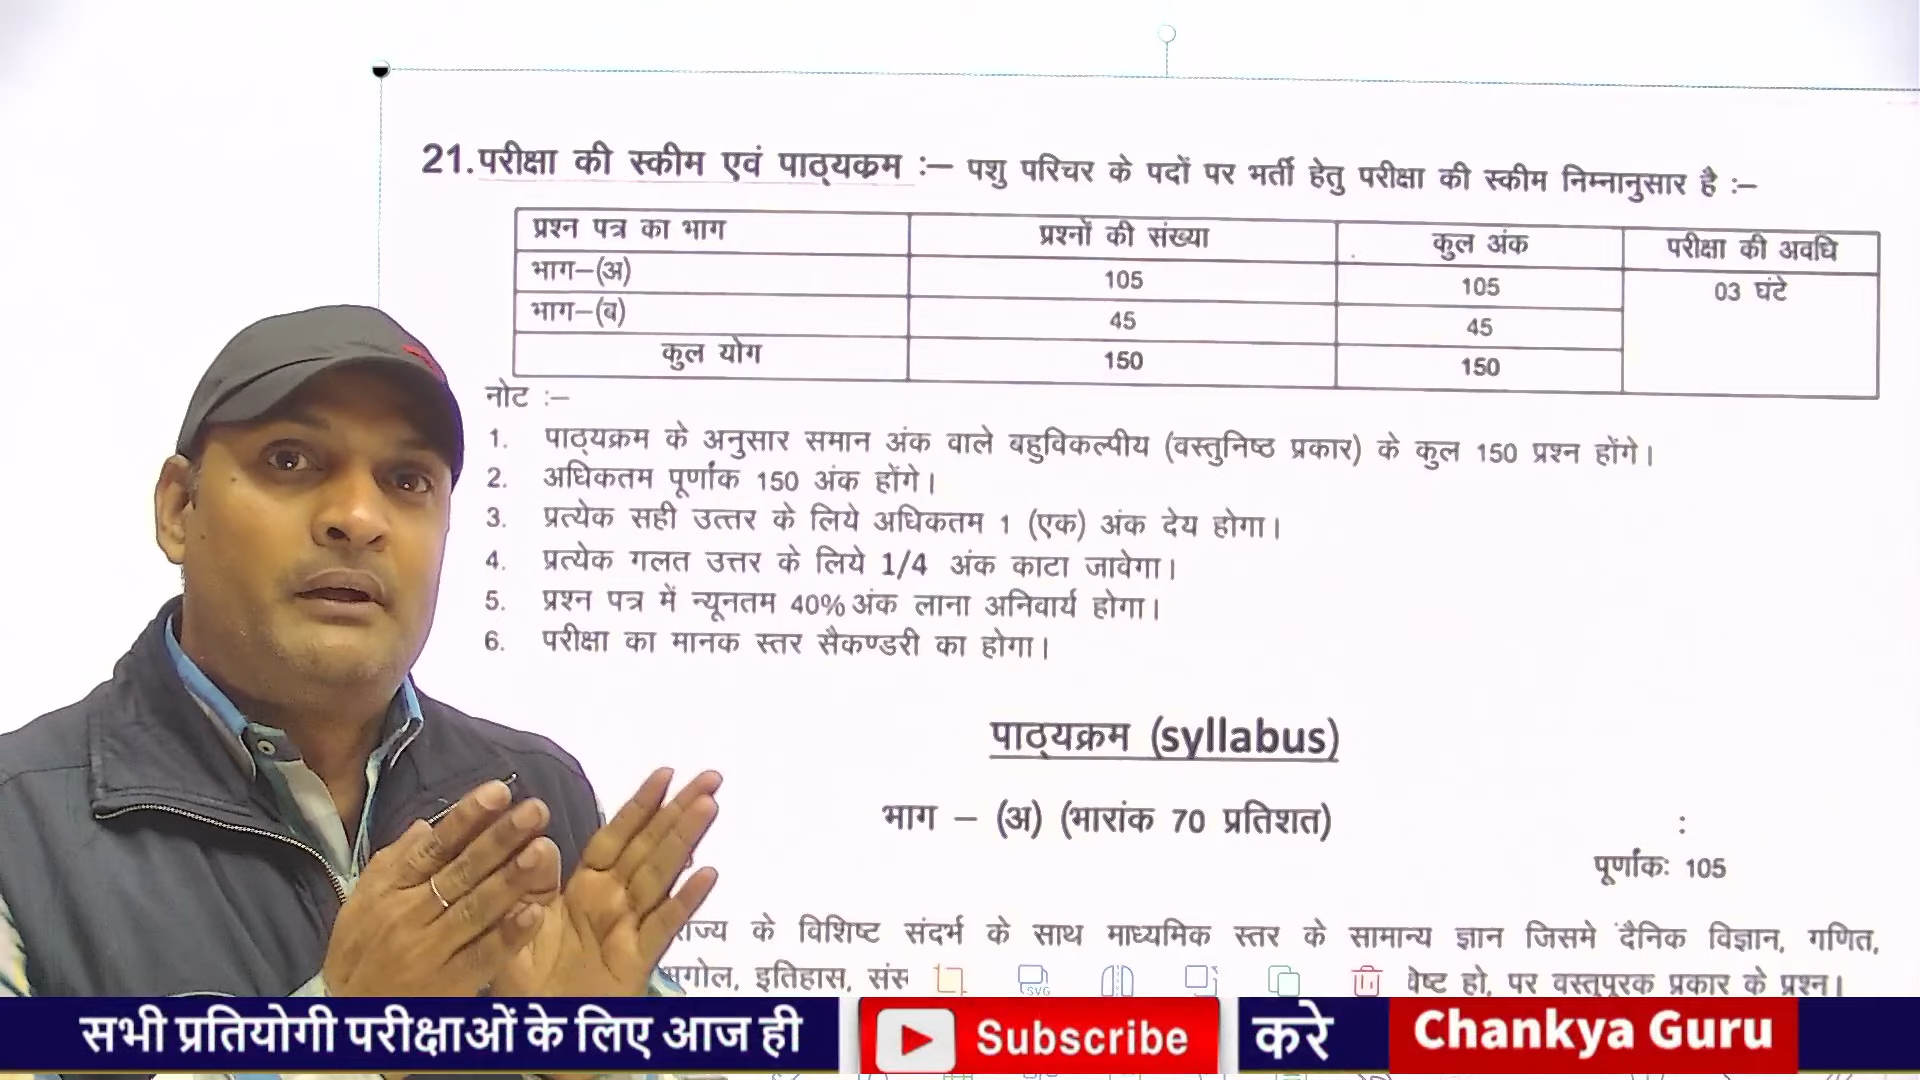 21. परीक्षा की स्कीम एवं पाठ्यक्रम :– पशु परिचर के पदों पर भर्ती हेतु परीक्षा की स्कीम निम्नानुसार है :–
प्रश्न पत्र का भाग प्रश्नों की संख्या कुल अंक परीक्षा की अवधि
भाग–(अ) 105 105 03 घंटे
भाग–(ब) 45 45
कुल योग 150 150
नोट :–
1. पाठ्यक्रम के अनुसार समान अंक वाले बहुविकल्पीय (वस्तुनिष्ठ प्रकार) के कुल 150 प्रश्न होंगे।
2. अधिकतम पूर्णांक 150 अंक होंगे।
3. प्रत्येक सही उत्तर के लिये अधिकतम 1 (एक) अंक देय होगा।
4. प्रत्येक गलत उत्तर के लिये 1/4 अंक काटा जावेगा।
5. प्रश्न पत्र में न्यूनतम 40% अंक लाना अनिवार्य होगा।
6. परीक्षा का मानक स्तर सैकण्डरी का होगा।
पाठ्यक्रम (syllabus)
भाग – (अ) (भारांक 70 प्रतिशत) :
पूर्णांकः 105
के विशिष्ट संदर्भ के साथ माध्यमिक स्तर के सामान्य ज्ञान जिसमे दैनिक विज्ञान, गणित,
इतिहास, हो, पर वस्तुपरक प्रकार के प्रश्न।
SVG
सभी प्रतियोगी परीक्षाओं के लिए आज ही Subscribe करे Chankya Guru